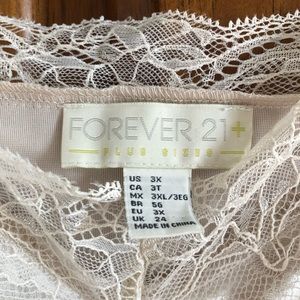 FOREVER 21+
PLUS SIZES
US 3X
CA 3T
MX 3XL/3EG
BR 56
EU 3X
UK 24
MADE IN CHINA